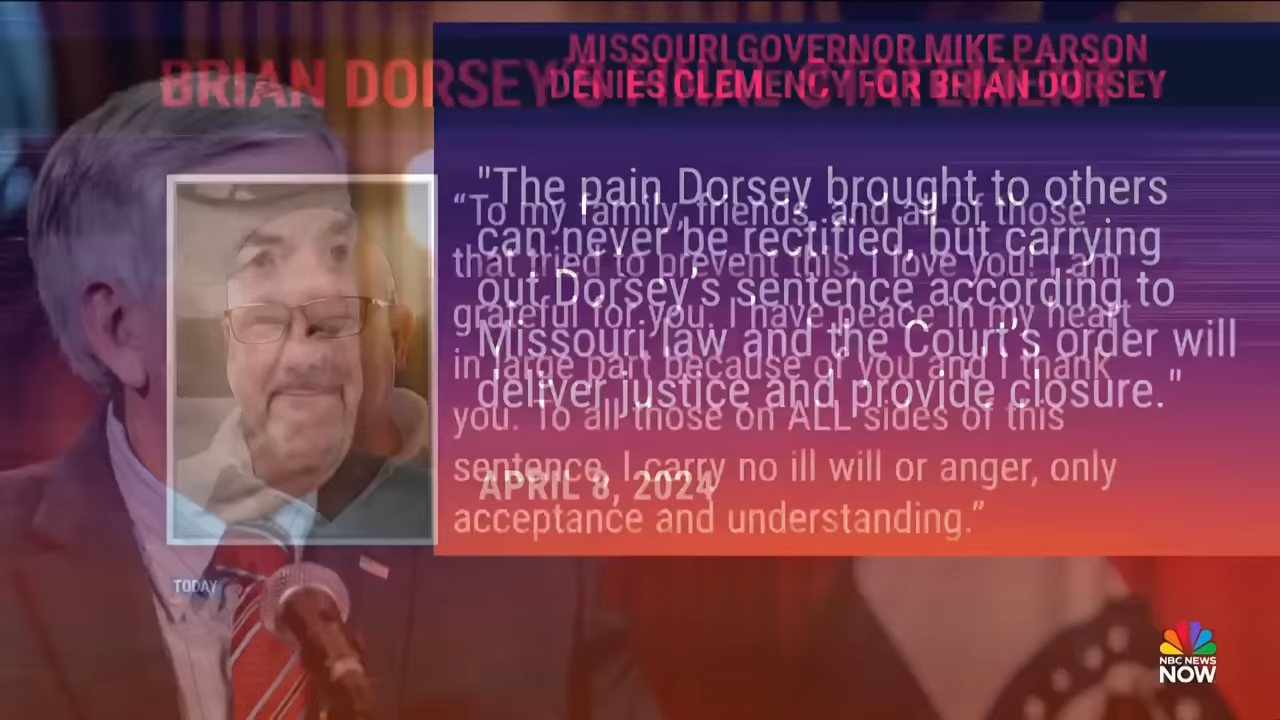 MISSOURI GOVERNOR MIKE PARSON
DENIES CLEMENCY FOR BRIAN DORSEY
"The pain Dorsey brought to others
can never be rectified, but carrying
out Dorsey's sentence according to
Missouri law and the Court's order will
deliver justice and provide closure."
APRIL 8, 2024
BRIAN DORSEY'S FINAL STATEMENT
“To my family, friends, and all of those
that tried to prevent this, I love you! I am
grateful for you. I have peace in my heart
in large part because of you and I thank
you. To all those on ALL sides of this
sentence, I carry no ill will or anger, only
acceptance and understanding.”
TODAY
NBC NEWS
NOW